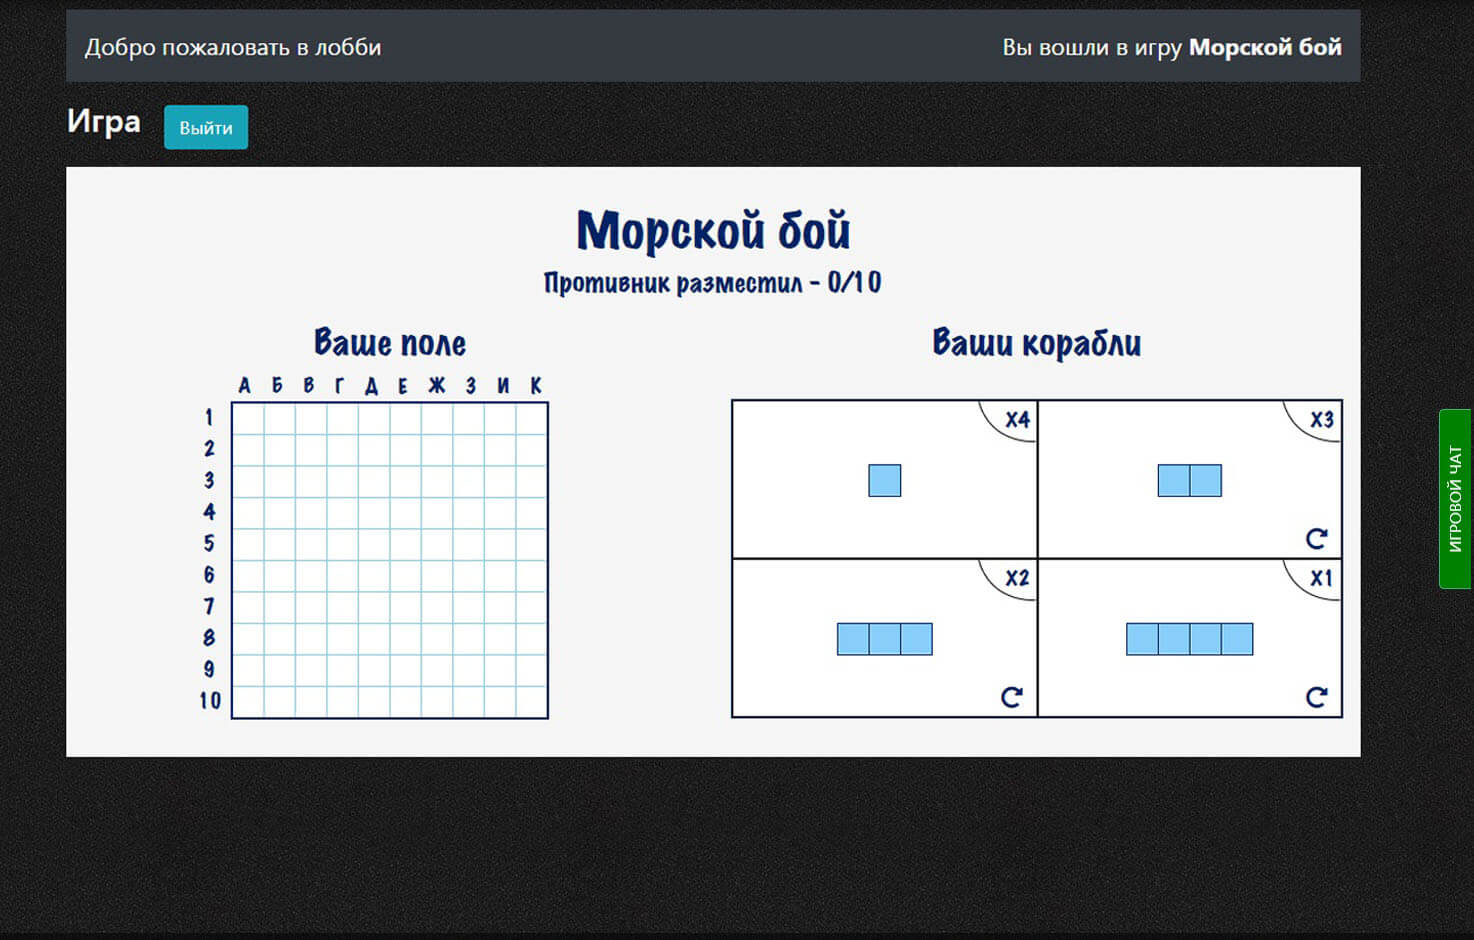 Добро пожаловать в лобби
Вы вошли в игру Морской бой
Игра
Выйти
Морской бой
Противник разместил - 0/10
Ваше поле
Ваши корабли
А Б В Г Д Е Ж З И К
1
2
3
4
5
6
7
8
9
10
X4
X3
X2
X1
ИГРОВОЙ ЧАТ